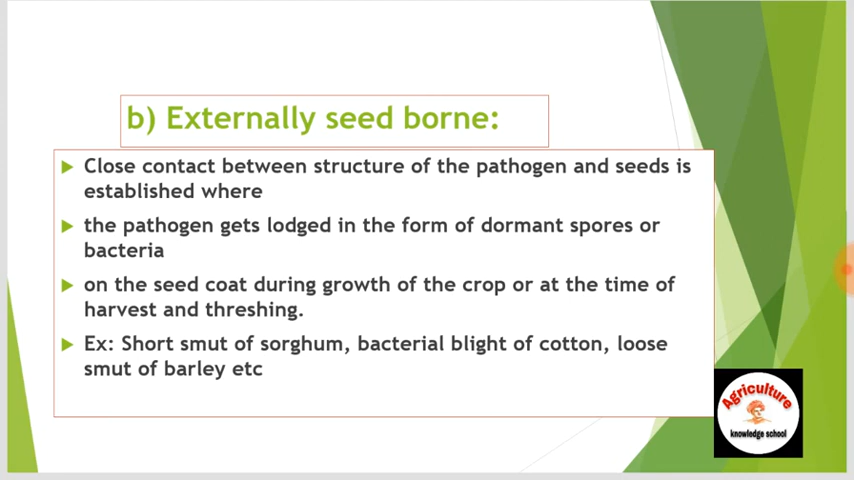 b) Externally seed borne:
Close contact between structure of the pathogen and seeds is
established where
the pathogen gets lodged in the form of dormant spores or
bacteria
on the seed coat during growth of the crop or at the time of
harvest and threshing.
Ex: Short smut of sorghum, bacterial blight of cotton, loose
smut of barley etc
Agriculture
knowledge school